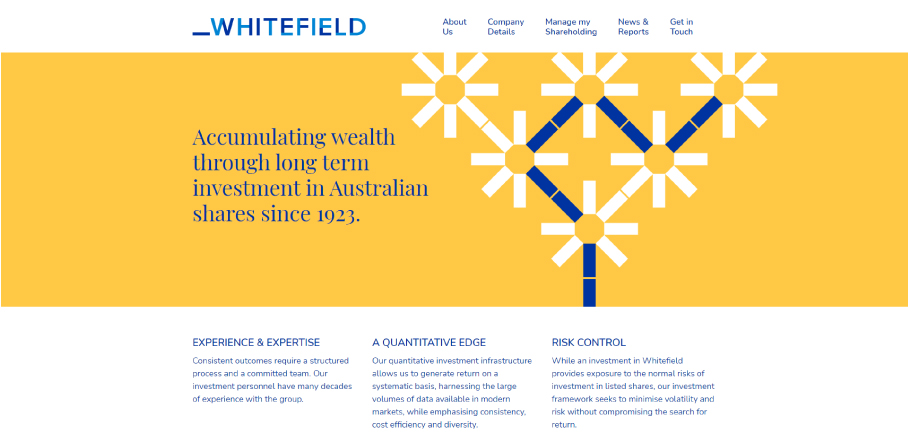 WHITEFIELD
About
Us
Company
Details
Manage my
Shareholding
News &
Reports
Get in
Touch
Accumulating wealth
through long term
investment in Australian
shares since 1923.
EXPERIENCE & EXPERTISE
Consistent outcomes require a structured
process and a committed team. Our
investment personnel have many decades
of experience with the group.
A QUANTITATIVE EDGE
Our quantitative investment infrastructure
allows us to generate return on a
systematic basis, harnessing the large
volumes of data available in modern
markets, while emphasising consistency,
cost efficiency and diversity.
RISK CONTROL
While an investment in Whitefield
provides exposure to the normal risks of
investment in listed shares, our investment
framework seeks to minimise volatility and
risk without compromising the search for
return.